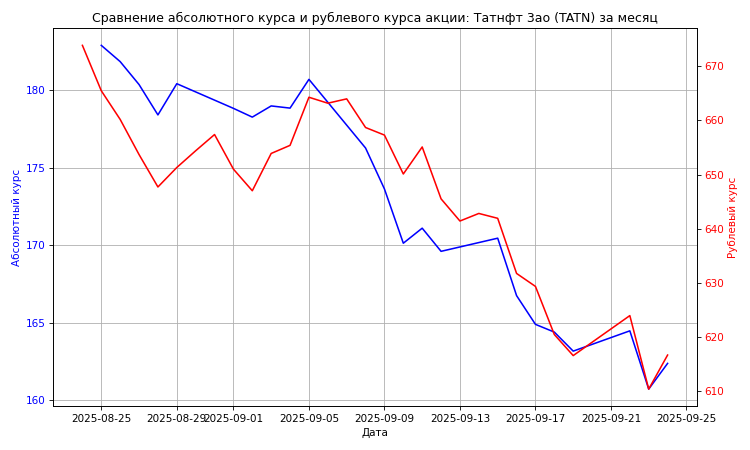 Сравнение абсолютного курса и рублевого курса акции: Татнфт 3ао (TATN) за месяц
180
175
170
165
160
Абсолютный курс
670
660
650
640
630
620
610
Рублевый курс
2025-08-25 2025-08-29 2025-09-01 2025-09-05 2025-09-09 2025-09-13 2025-09-17 2025-09-21 2025-09-25
Дата